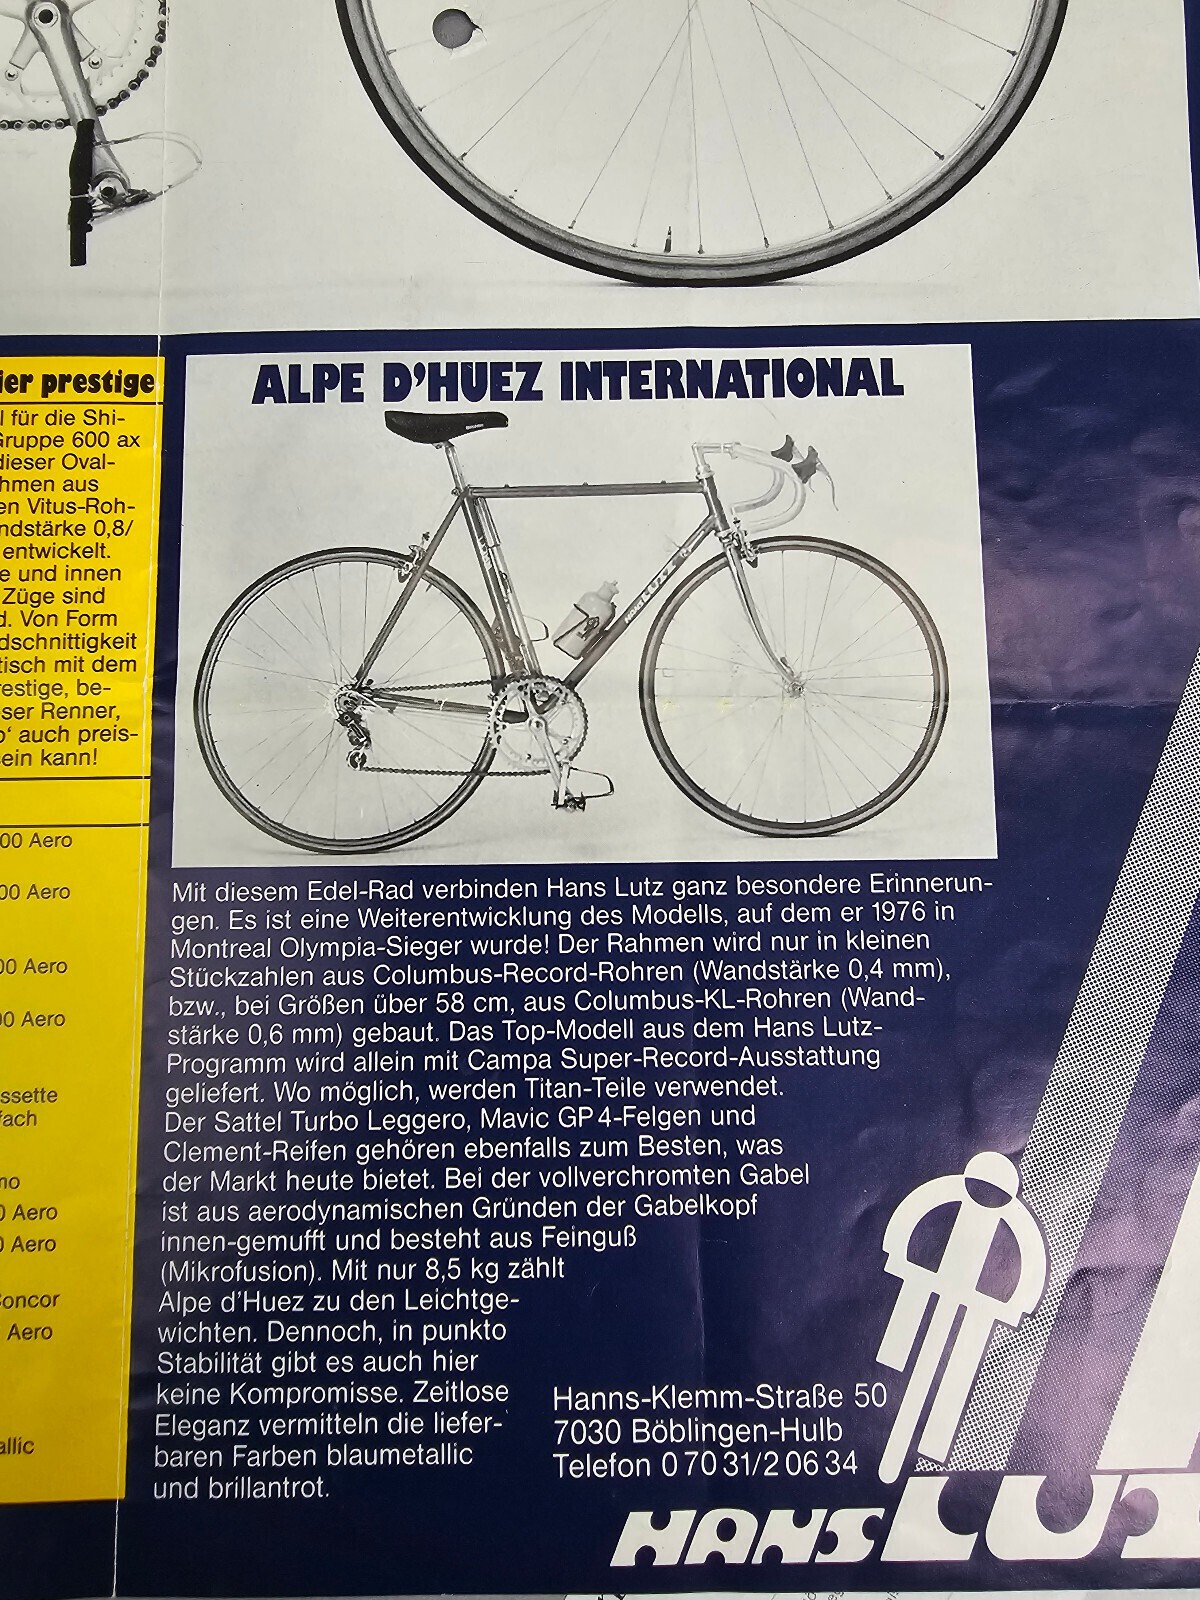 ier prestige
l für die Shi-
Gruppe 600 ax
dieser Oval-
hmen aus
en Vitus-Roh-
ndstärke 0,8/
entwickelt.
e und innen
Züge sind
d. Von Form
dschnittigkeit
tisch mit dem
restige, be-
ser Renner,
o' auch preis-
sein kann!
00 Aero
00 Aero
00 Aero
00 Aero
ssette
fach
no
0 Aero
0 Aero
Concor
Aero
allic
ALPE D'HUEZ INTERNATIONAL
HANS LUTZ
Mit diesem Edel-Rad verbinden Hans Lutz ganz besondere Erinnerun-
gen. Es ist eine Weiterentwicklung des Modells, auf dem er 1976 in
Montreal Olympia-Sieger wurde! Der Rahmen wird nur in kleinen
Stückzahlen aus Columbus-Record-Rohren (Wandstärke 0,4 mm),
bzw., bei Größen über 58 cm, aus Columbus-KL-Rohren (Wand-
stärke 0,6 mm) gebaut. Das Top-Modell aus dem Hans Lutz-
Programm wird allein mit Campa Super-Record-Ausstattung
geliefert. Wo möglich, werden Titan-Teile verwendet.
Der Sattel Turbo Leggero, Mavic GP4-Felgen und
Clement-Reifen gehören ebenfalls zum Besten, was
der Markt heute bietet. Bei der vollverchromten Gabel
ist aus aerodynamischen Gründen der Gabelkopf
innen-gemufft und besteht aus Feinguß
(Mikrofusion). Mit nur 8,5 kg zählt
Alpe d'Huez zu den Leichtge-
wichten. Dennoch, in punkto
Stabilität gibt es auch hier
keine Kompromisse. Zeitlose
Eleganz vermitteln die liefer-
baren Farben blaumetallic
und brillantrot.
Hanns-Klemm-Straße 50
7030 Böblingen-Hulb
Telefon 0 70 31/2 06 34
HANS LUT